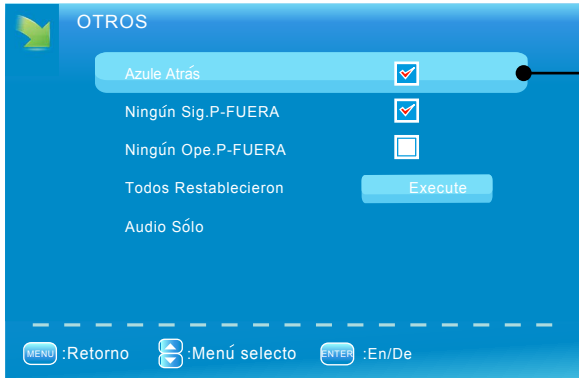 OTROS
Azule Atrás
Ningún Sig.P-FUERA
Ningún Ope.P-FUERA
Todos Restablecieron Execute
Audio Sólo
MENU :Retorno :Menú selecto ENTER :En/De